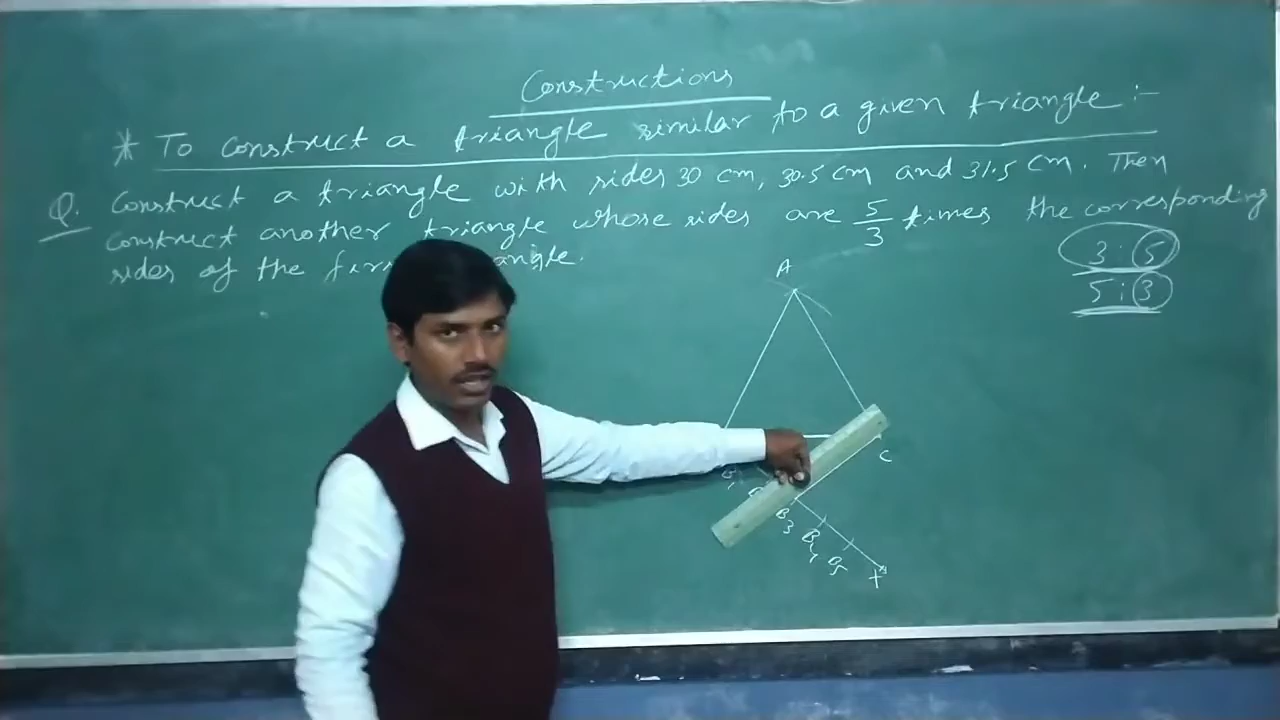 Constructions
* To construct a triangle similar to a given triangle :-
Q. Construct a triangle with sides 30 cm, 30.5 cm and 31.5 cm. Then
construct another triangle whose sides are 5/3 times the corresponding
sides of the angle.
3 : 5
5 : 3
A
C
B3
B4